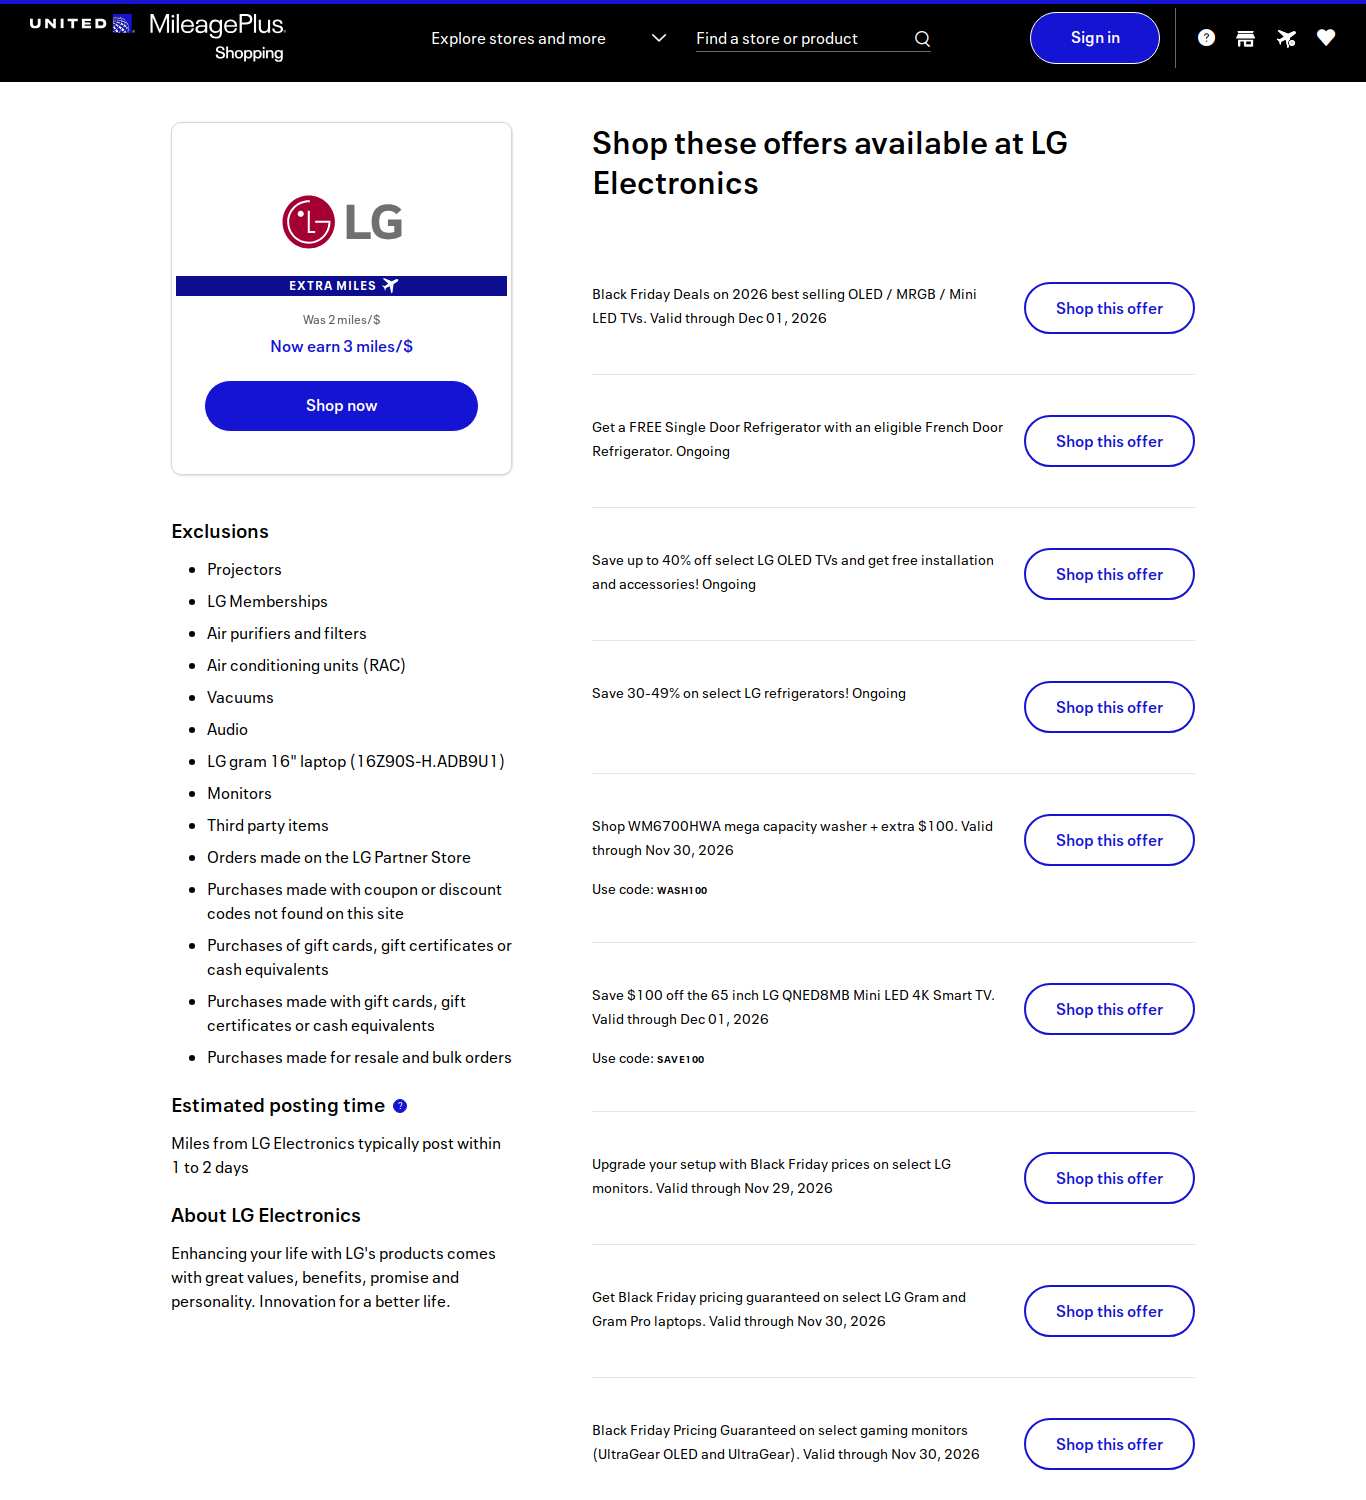 UNITED MileagePlus
Shopping
Explore stores and more
Find a store or product
Sign in
LG
EXTRA MILES
Was 2 miles/$
Now earn 3 miles/$
Shop now
Exclusions
Projectors
LG Memberships
Air purifiers and filters
Air conditioning units (RAC)
Vacuums
Audio
LG gram 16" laptop (16Z90S-H.ADB9U1)
Monitors
Third party items
Orders made on the LG Partner Store
Purchases made with coupon or discount
codes not found on this site
Purchases of gift cards, gift certificates or
cash equivalents
Purchases made with gift cards, gift
certificates or cash equivalents
Purchases made for resale and bulk orders
Estimated posting time ?
Miles from LG Electronics typically post within
1 to 2 days
About LG Electronics
Enhancing your life with LG's products comes
with great values, benefits, promise and
personality. Innovation for a better life.
Shop these offers available at LG
Electronics
Black Friday Deals on 2026 best selling OLED / MRGB / Mini
LED TVs. Valid through Dec 01, 2026
Shop this offer
Get a FREE Single Door Refrigerator with an eligible French Door
Refrigerator. Ongoing
Shop this offer
Save up to 40% off select LG OLED TVs and get free installation
and accessories! Ongoing
Shop this offer
Save 30-49% on select LG refrigerators! Ongoing
Shop this offer
Shop WM6700HWA mega capacity washer + extra $100. Valid
through Nov 30, 2026
Use code: WASH100
Shop this offer
Save $100 off the 65 inch LG QNED8MB Mini LED 4K Smart TV.
Valid through Dec 01, 2026
Use code: SAVE100
Shop this offer
Upgrade your setup with Black Friday prices on select LG
monitors. Valid through Nov 29, 2026
Shop this offer
Get Black Friday pricing guaranteed on select LG Gram and
Gram Pro laptops. Valid through Nov 30, 2026
Shop this offer
Black Friday Pricing Guaranteed on select gaming monitors
(UltraGear OLED and UltraGear). Valid through Nov 30, 2026
Shop this offer